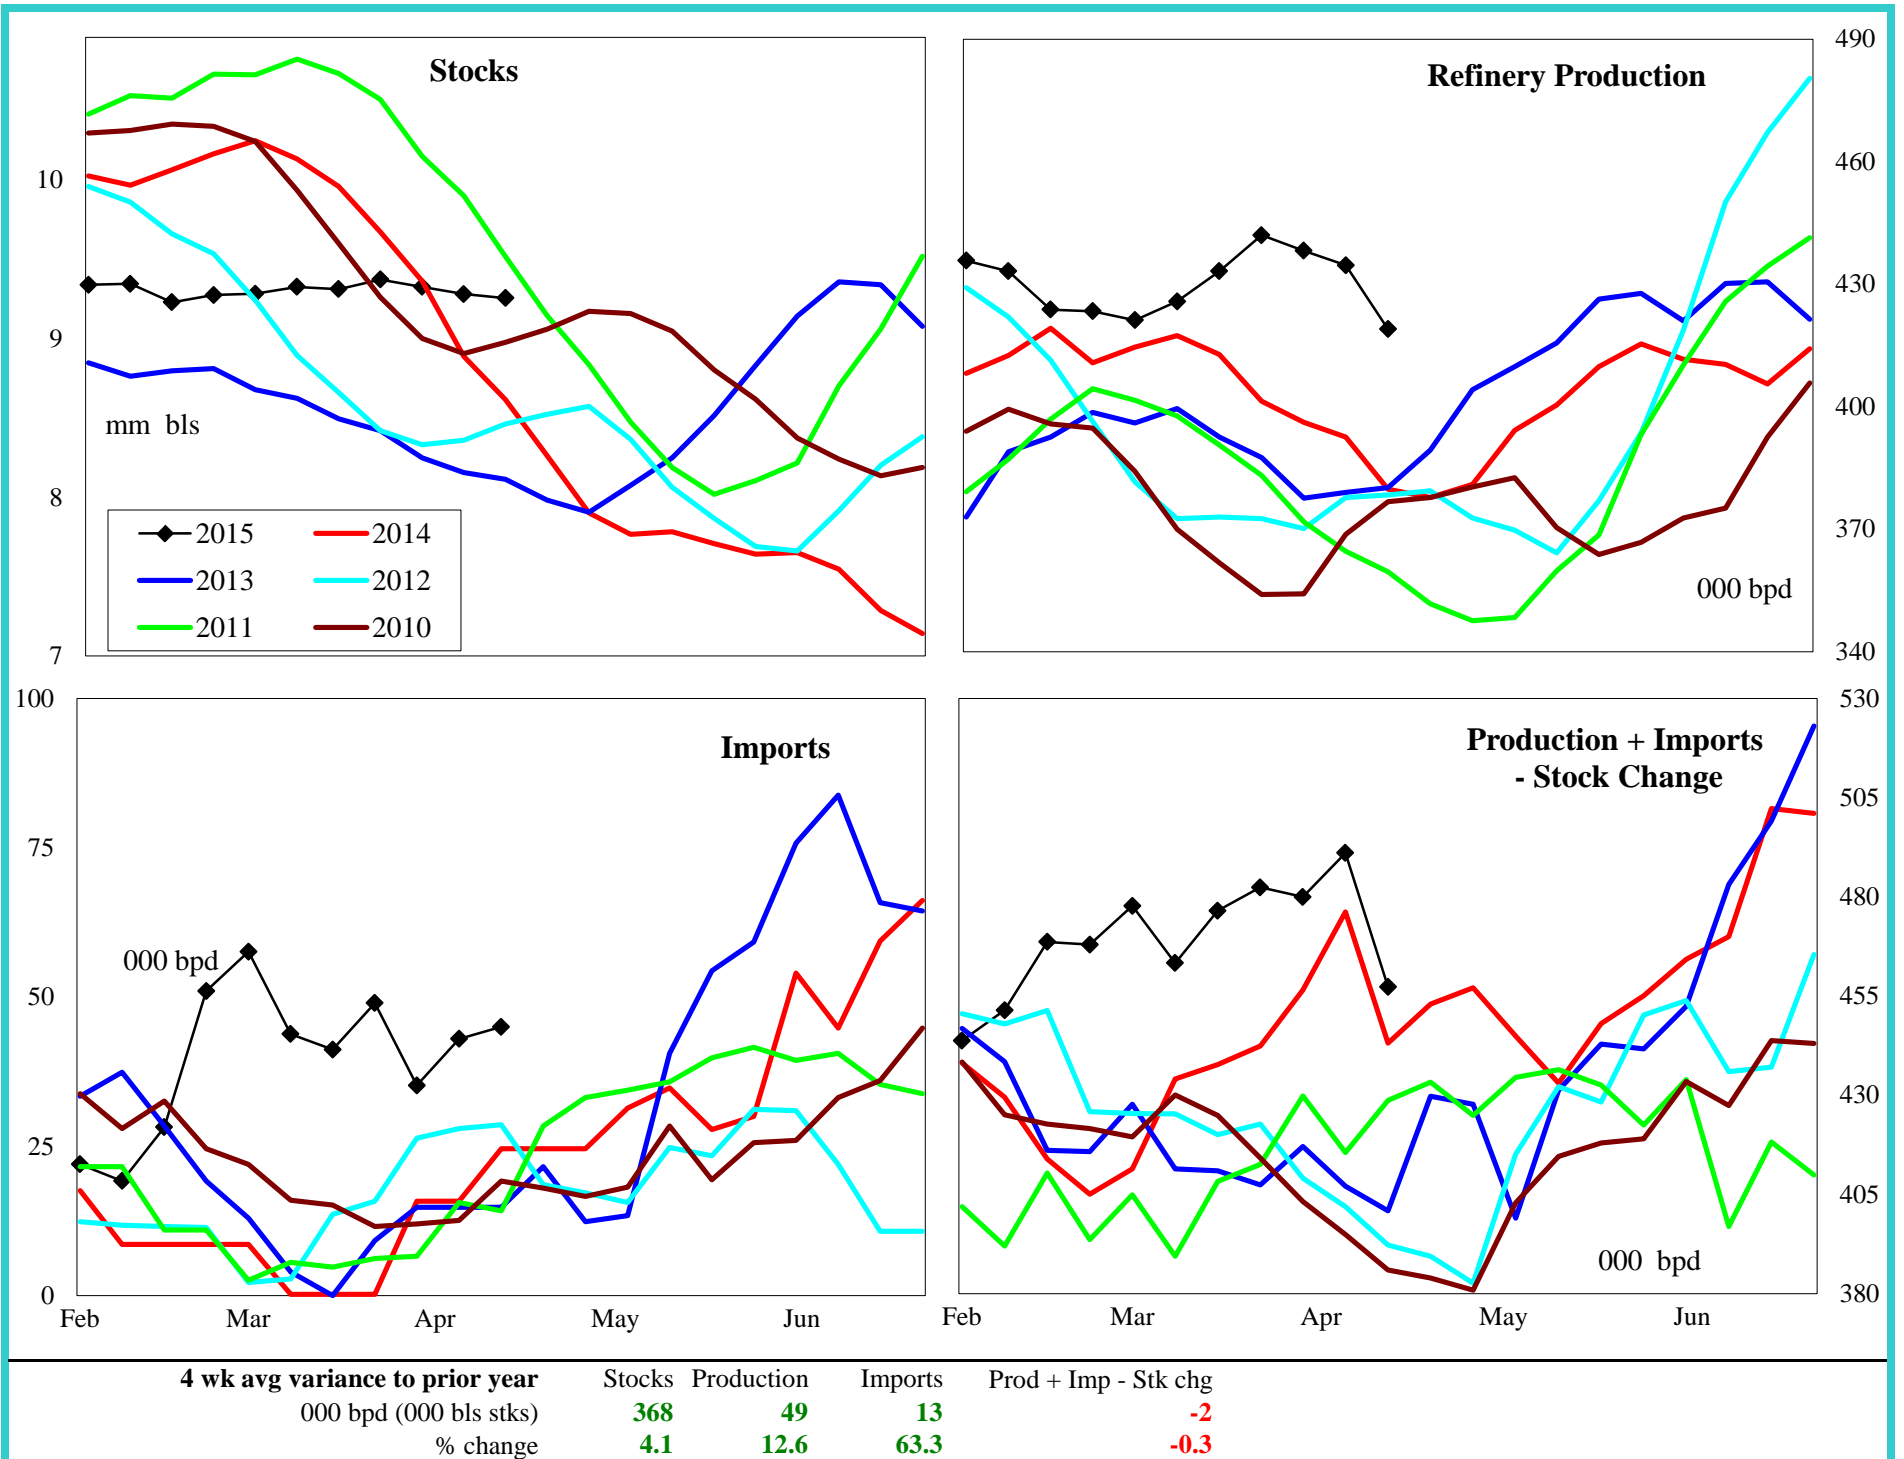 Stocks
10
9
8
7
mm bls
2015 2014
2013 2012
2011 2010
Refinery Production
490
460
430
400
370
340
000 bpd
Imports
100
75
50
25
0
000 bpd
Feb Mar Apr May Jun
Production + Imports
- Stock Change
530
505
480
455
430
405
380
000 bpd
Feb Mar Apr May Jun
4 wk avg variance to prior year Stocks Production Imports Prod + Imp - Stk chg
000 bpd (000 bls stks) 368 49 13 -2
% change 4.1 12.6 63.3 -0.3